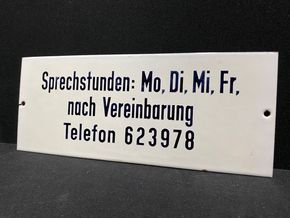 Sprechstunden: Mo, Di, Mi, Fr,
nach Vereinbarung
Telefon 623978